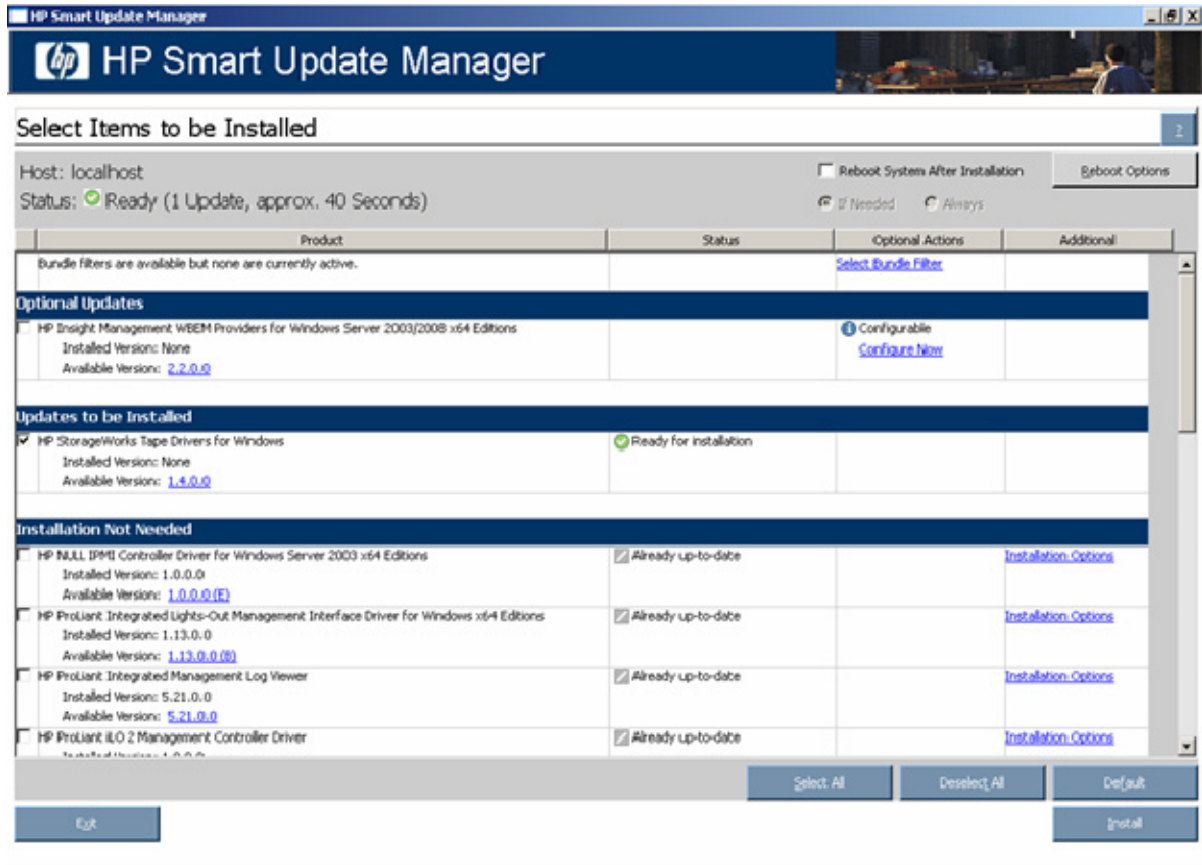 HP Smart Update Manager
hp HP Smart Update Manager
Select Items to be Installed
?
Host: localhost
Reboot System After Installation
Reboot Options
Status: Ready (1 Update, approx. 40 Seconds)
If Needed Always
Product Status Optional Actions Additional
Bundle filters are available but none are currently active. Select Bundle Filter
Optional Updates
HP Insight Management WBEM Providers for Windows Server 2003/2008 x64 Editions Configurable
Installed Version: None Configure Now
Available Version: 2.2.0.0
Updates to be Installed
HP StorageWorks Tape Drivers for Windows Ready for installation
Installed Version: None
Available Version: 1.4.0.0
Installation Not Needed
HP NULL IPMI Controller Driver for Windows Server 2003 x64 Editions Already up-to-date Installation Options
Installed Version: 1.0.0.0
Available Version: 1.0.0.0 (E)
HP ProLiant Integrated Lights-Out Management Interface Driver for Windows x64 Editions Already up-to-date Installation Options
Installed Version: 1.13.0.0
Available Version: 1.13.0.0 (B)
HP ProLiant Integrated Management Log Viewer Already up-to-date Installation Options
Installed Version: 5.21.0.0
Available Version: 5.21.0.0
HP ProLiant iLO 2 Management Controller Driver Already up-to-date Installation Options
Select All Deselect All Default
Exit Install